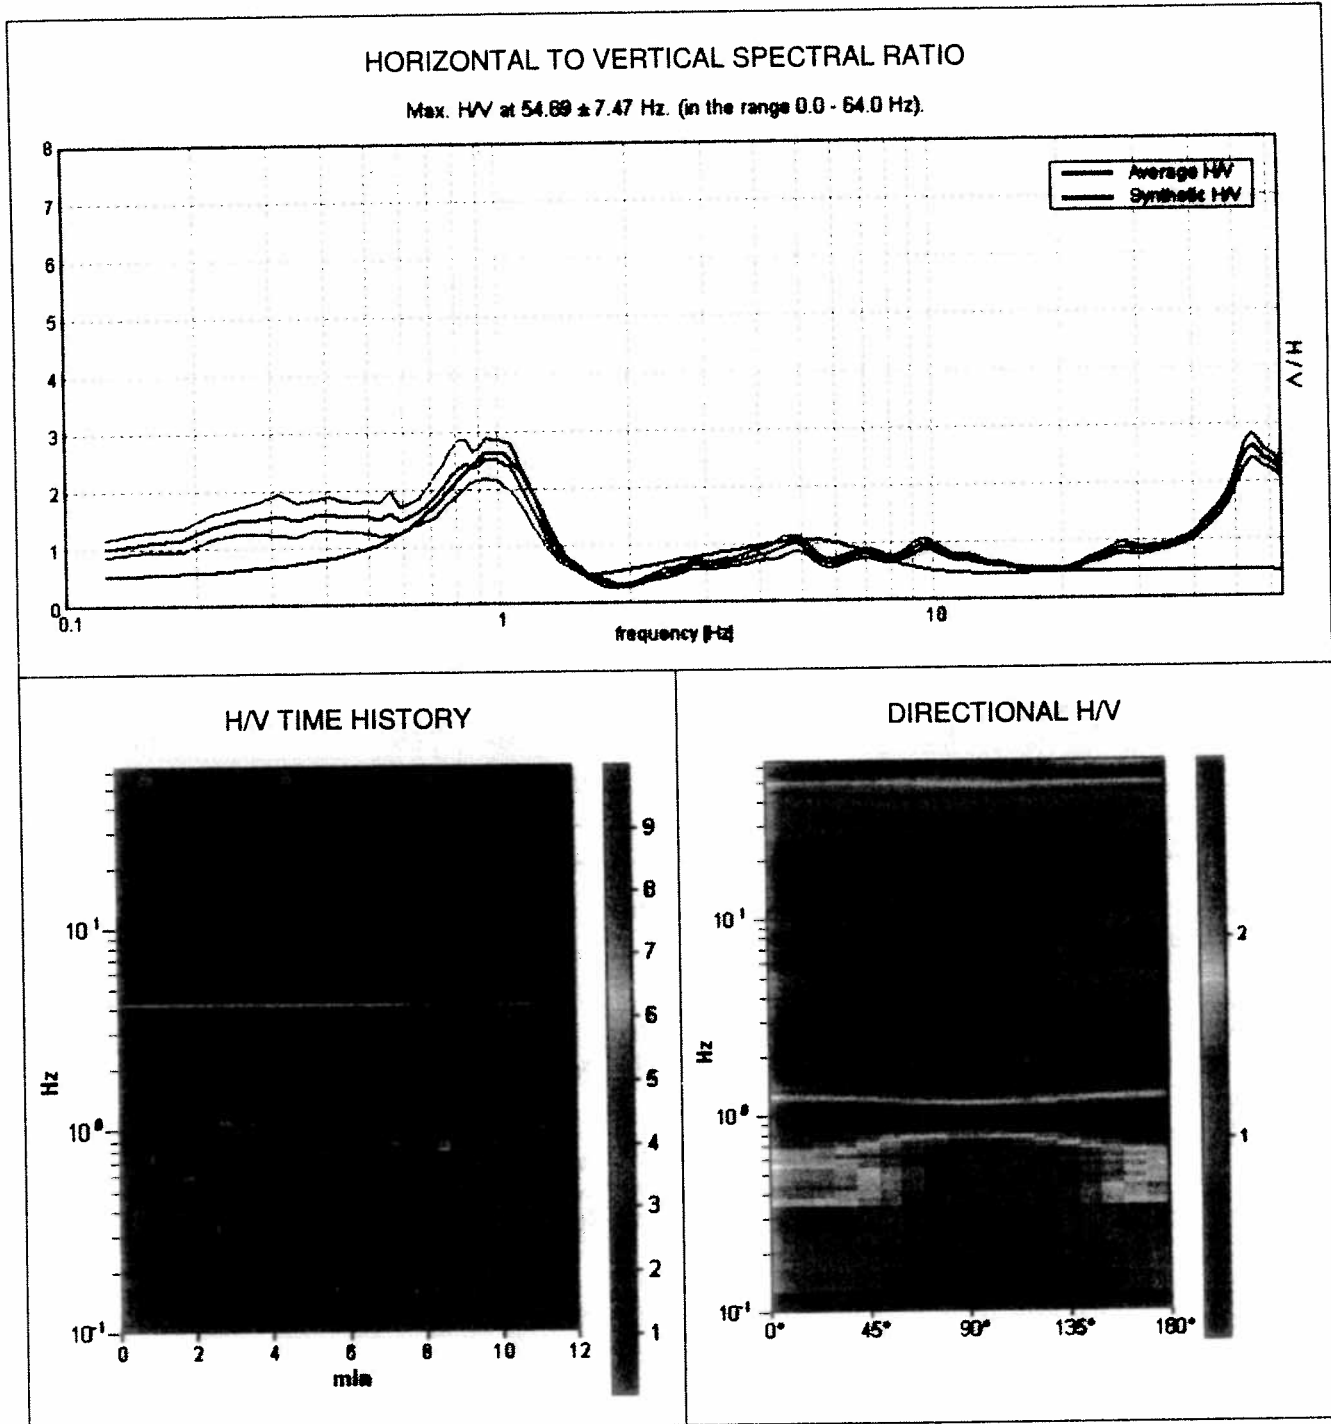 HORIZONTAL TO VERTICAL SPECTRAL RATIO
Max. H/V at 54.69 ± 7.47 Hz. (in the range 0.0 - 64.0 Hz).
8
7
6
5
4
3
2
1
0
Average H/V
Synthetic H/V
H/V
0.1
1
10
frequency [Hz]
H/V TIME HISTORY
10¹
10⁰
10⁻¹
Hz
0 2 4 6 8 10 12
min
9
8
7
6
5
4
3
2
1
DIRECTIONAL H/V
10¹
10⁰
10⁻¹
Hz
0° 45° 90° 135° 180°
2
1